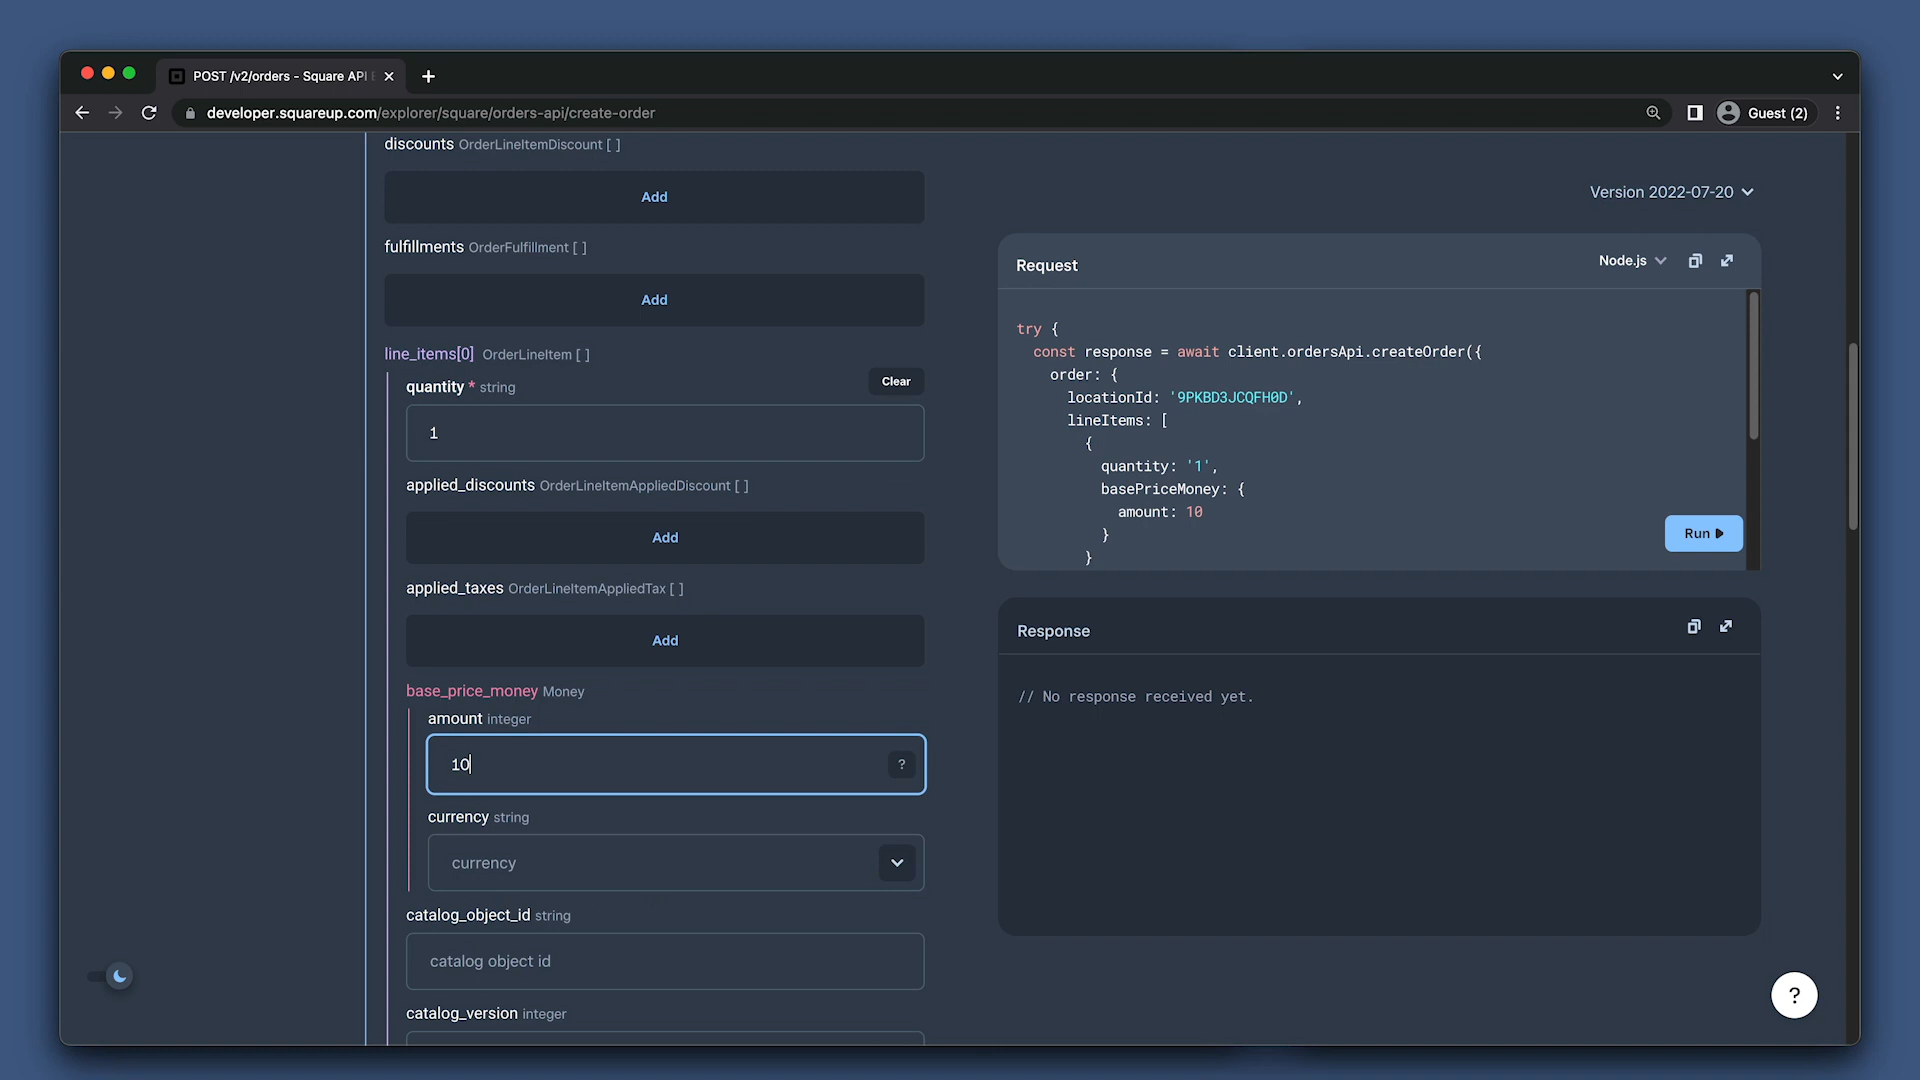 POST /v2/orders - Square API E
developer.squareup.com/explorer/square/orders-api/create-order
Guest (2)
discounts OrderLineItemDiscount [ ]
Add
fulfillments OrderFulfillment [ ]
Add
line_items[0] OrderLineItem [ ]
quantity * string
Clear
1
applied_discounts OrderLineItemAppliedDiscount [ ]
Add
applied_taxes OrderLineItemAppliedTax [ ]
Add
base_price_money Money
amount integer
10
?
currency string
currency
catalog_object_id string
catalog object id
catalog_version integer
Version 2022-07-20
Request
Node.js
try {
const response = await client.ordersApi.createOrder({
order: {
locationId: '9PKBD3JCQFH0D',
lineItems: [
{
quantity: '1',
basePriceMoney: {
amount: 10
}
}
Run
Response
// No response received yet.
?